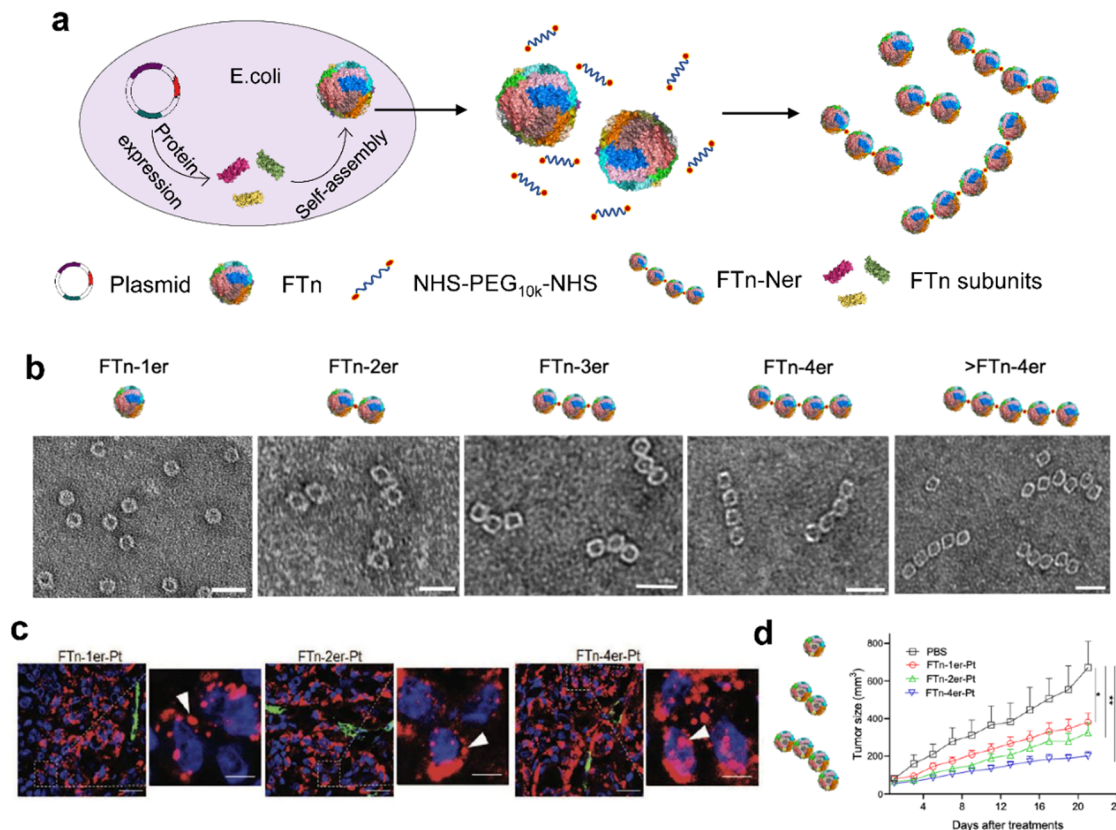 a
E.coli
Protein
expression
Self-assembly
Plasmid
FTn
NHS-PEG10k-NHS
FTn-Ner
FTn subunits
b
FTn-1er
FTn-2er
FTn-3er
FTn-4er
>FTn-4er
c
FTn-1er-Pt
FTn-2er-Pt
FTn-4er-Pt
d
Tumor size (mm3)
800
600
400
200
0
PBS
FTn-1er-Pt
FTn-2er-Pt
FTn-4er-Pt
*
**
4
8
12
16
20
Days after treatments